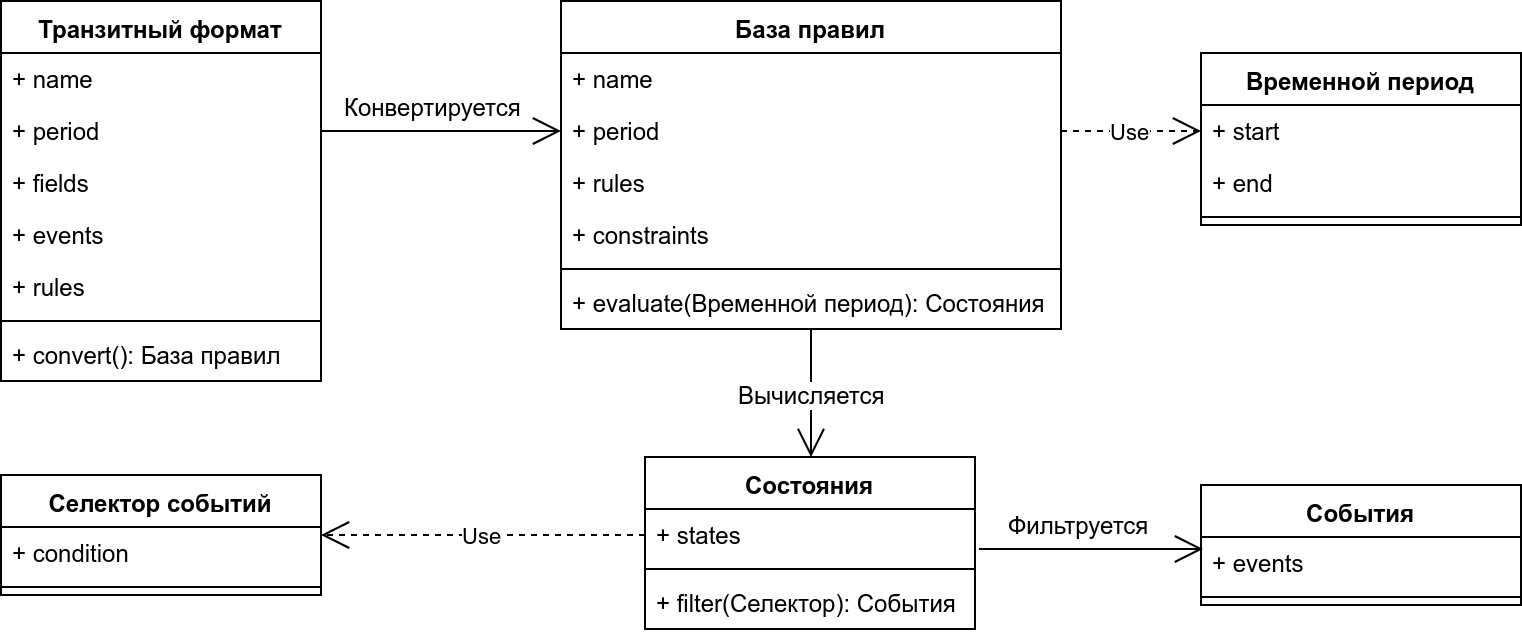 Транзитный формат
+ name
+ period
+ fields
+ events
+ rules
+ convert(): База правил
Конвертируется
База правил
+ name
+ period
+ rules
+ constraints
+ evaluate(Временной период): Состояния
Use
Временной период
+ start
+ end
Вычисляется
Селектор событий
+ condition
Use
Состояния
+ states
+ filter(Селектор): События
Фильтруется
События
+ events